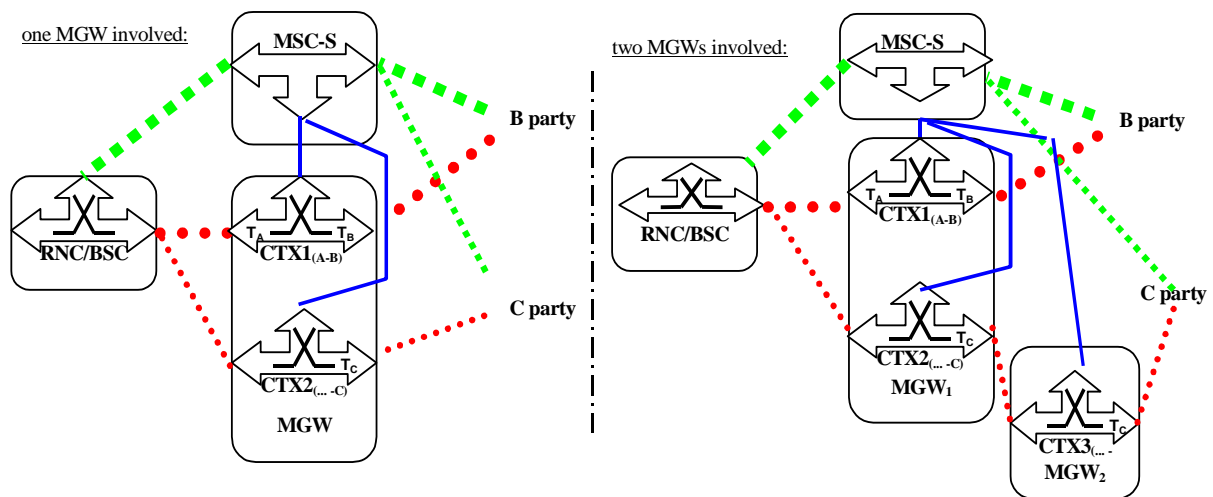 one MGW involved:
MSC-S
B party
RNC/BSC
TA TB
CTX1(A-B)
C party
TC
CTX2(... -C)
MGW
two MGWs involved:
MSC-S
B party
RNC/BSC
TA TB
CTX1(A-B)
C party
TC
CTX2(... -C)
MGW1
TC
CTX3(... -
MGW2